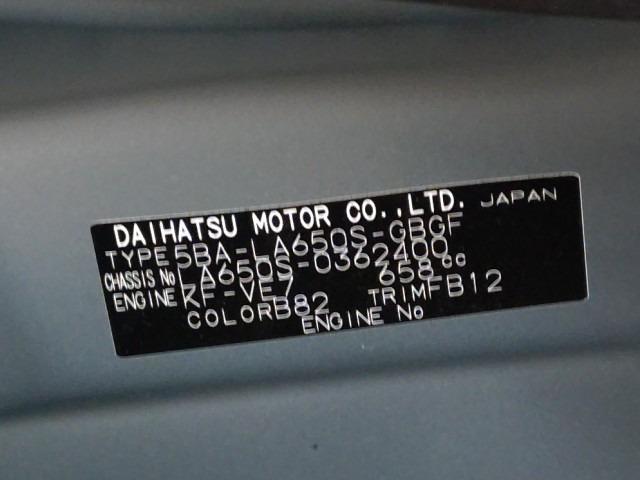 DAIHATSU MOTOR CO.,LTD. JAPAN
TYPE 5BA-LA650S-GBGF
CHASSIS No LA650S-0362400
ENGINE KF-VE7 658cc
COLOR B82 TRIM FB12
ENGINE No